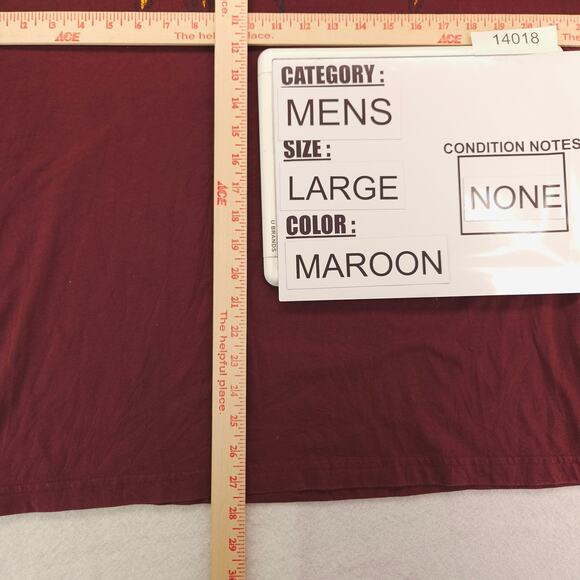 ACE The helpful place. ACE
14018
CATEGORY :
MENS
SIZE :
LARGE
COLOR :
MAROON
CONDITION NOTES
NONE
U BRANDS
ACE
The helpful place.